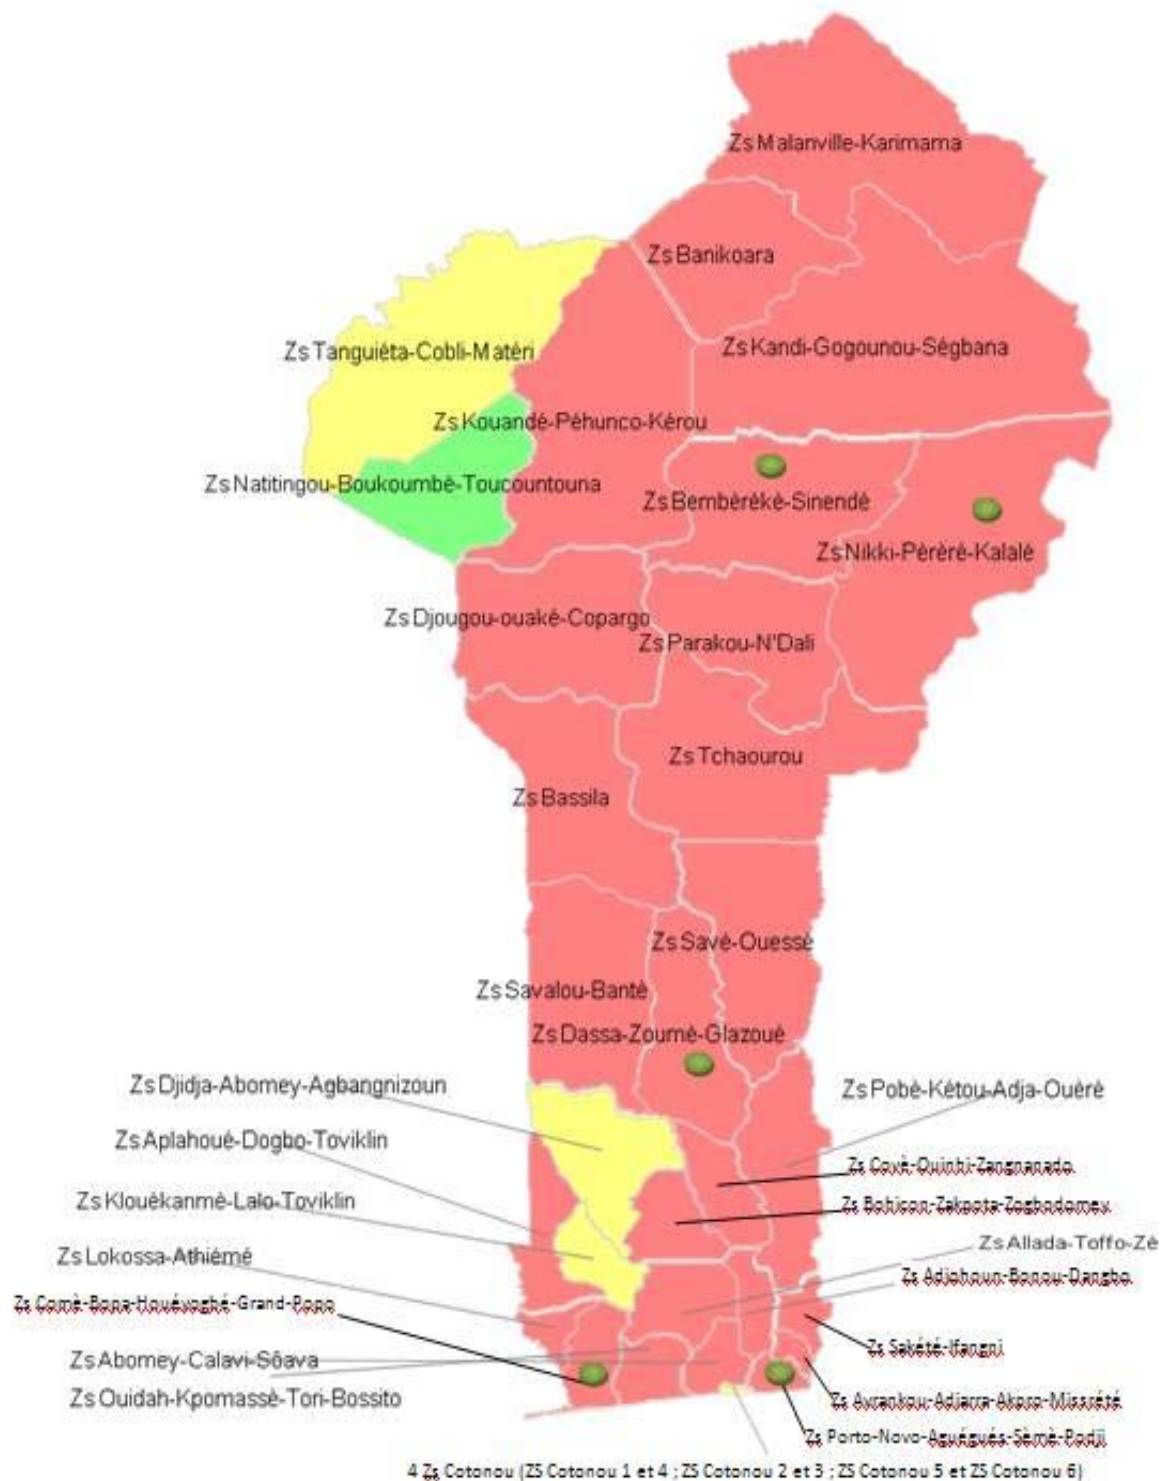 Zs Malanville-Karimama
Zs Banikoara
Zs Tanguiéta-Cobli-Matéri
Zs Kandi-Gogounou-Ségbana
Zs Kouandé-Péhunco-Kérou
Zs Natitingou-Boukoumbé-Toucountouna
Zs Bembèrèkè-Sinendé
Zs Nikki-Pèrèrè-Kalalé
Zs Djougou-ouaké-Copargo
Zs Parakou-N'Dali
Zs Tchaourou
Zs Bassila
Zs Savé-Ouessé
Zs Savalou-Bantè
Zs Dassa-Zoumé-Glazoué
Zs Djidja-Abomey-Agbangnizoun
Zs Pobé-Kétou-Adja-Ouèrè
Zs Aplahoué-Dogbo-Toviklin
Zs Covè-Ouinhi-Zangnanado
Zs Klouékanmè-Lalo-Toviklin
Zs Bohicon-Zakpota-Zogbodomey
Zs Allada-Toffo-Zè
Zs Lokossa-Athiémé
Zs Adjohoun-Bonou-Dangbo
Zs Comè-Bopa-Houéyogbé-Grand-Popo
Zs Sakété-Ifangni
Zs Abomey-Calavi-Sôava
Zs Ouidah-Kpomassè-Tori-Bossito
Zs Avrankou-Adjarra-Akpro-Missrété
Zs Porto-Novo-Aguégués-Sèmè-Podji
4 Zs Cotonou (ZS Cotonou 1 et 4 ; ZS Cotonou 2 et 3 ; ZS Cotonou 5 et ZS Cotonou 6)